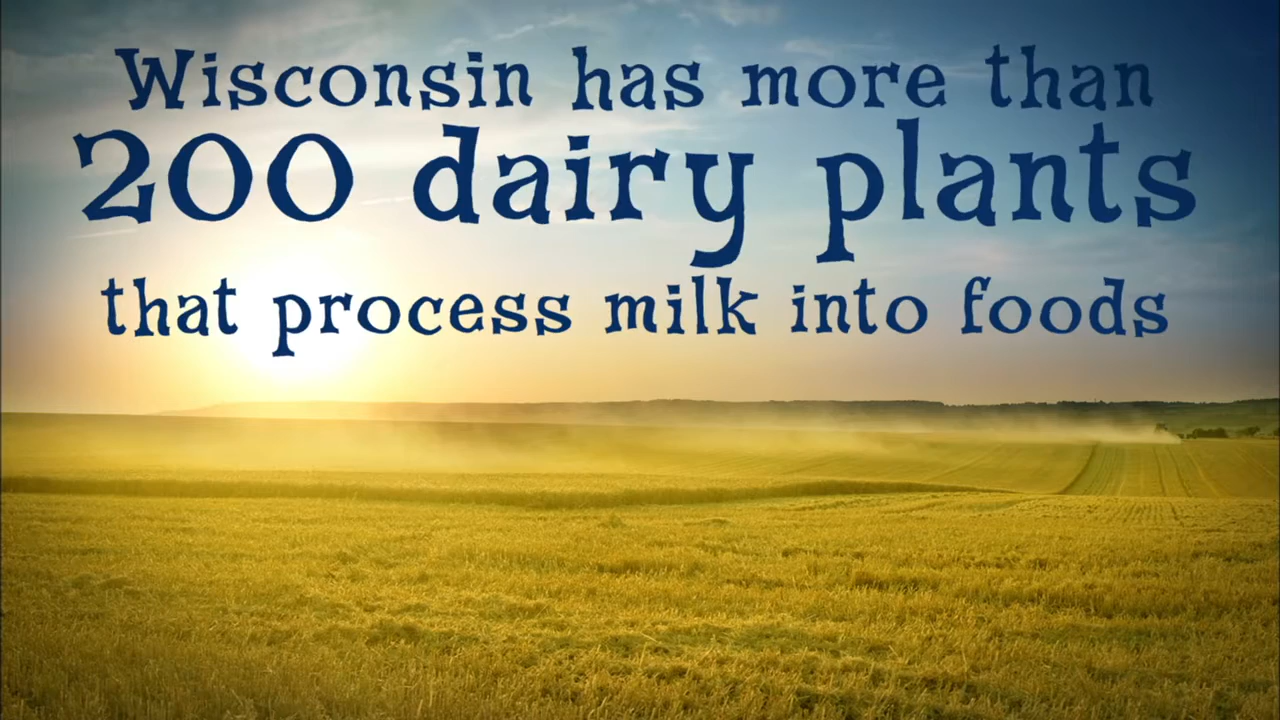 Wisconsin has more than
200 dairy plants
that process milk into foods